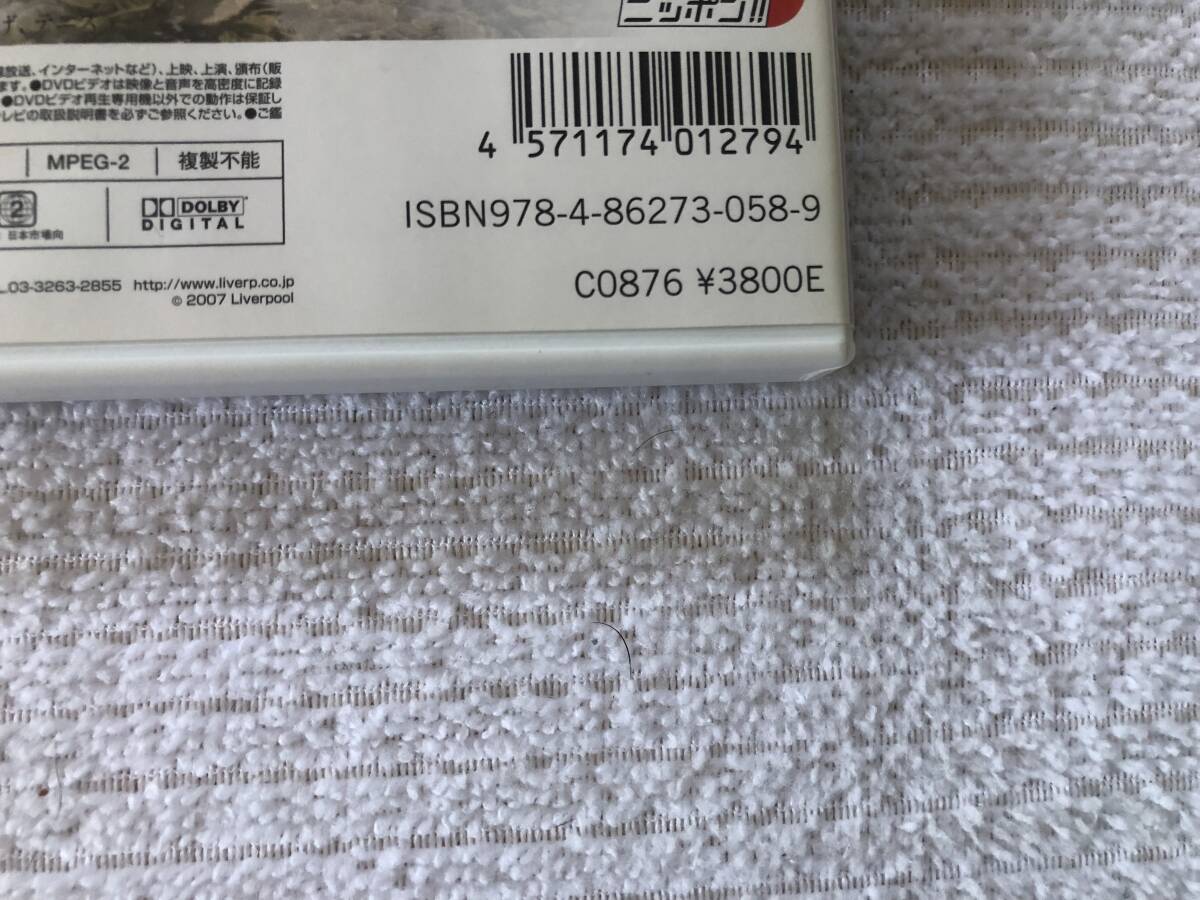 ニッポン!!
放送、インターネットなど)、上映、上演、頒布(販
ます。●DVDビデオは映像と音声を高密度に記録
●DVDビデオ再生専用機以外での動作は保証し
レビの取扱説明書を必ずご参照ください。●ご鑑
MPEG-2 複製不能
2 DOLBY
日本市場向 DIGITAL
4 571174 012794
ISBN978-4-86273-058-9
C0876 ¥3800E
03-3263-2855 http://www.liverp.co.jp
© 2007 Liverpool